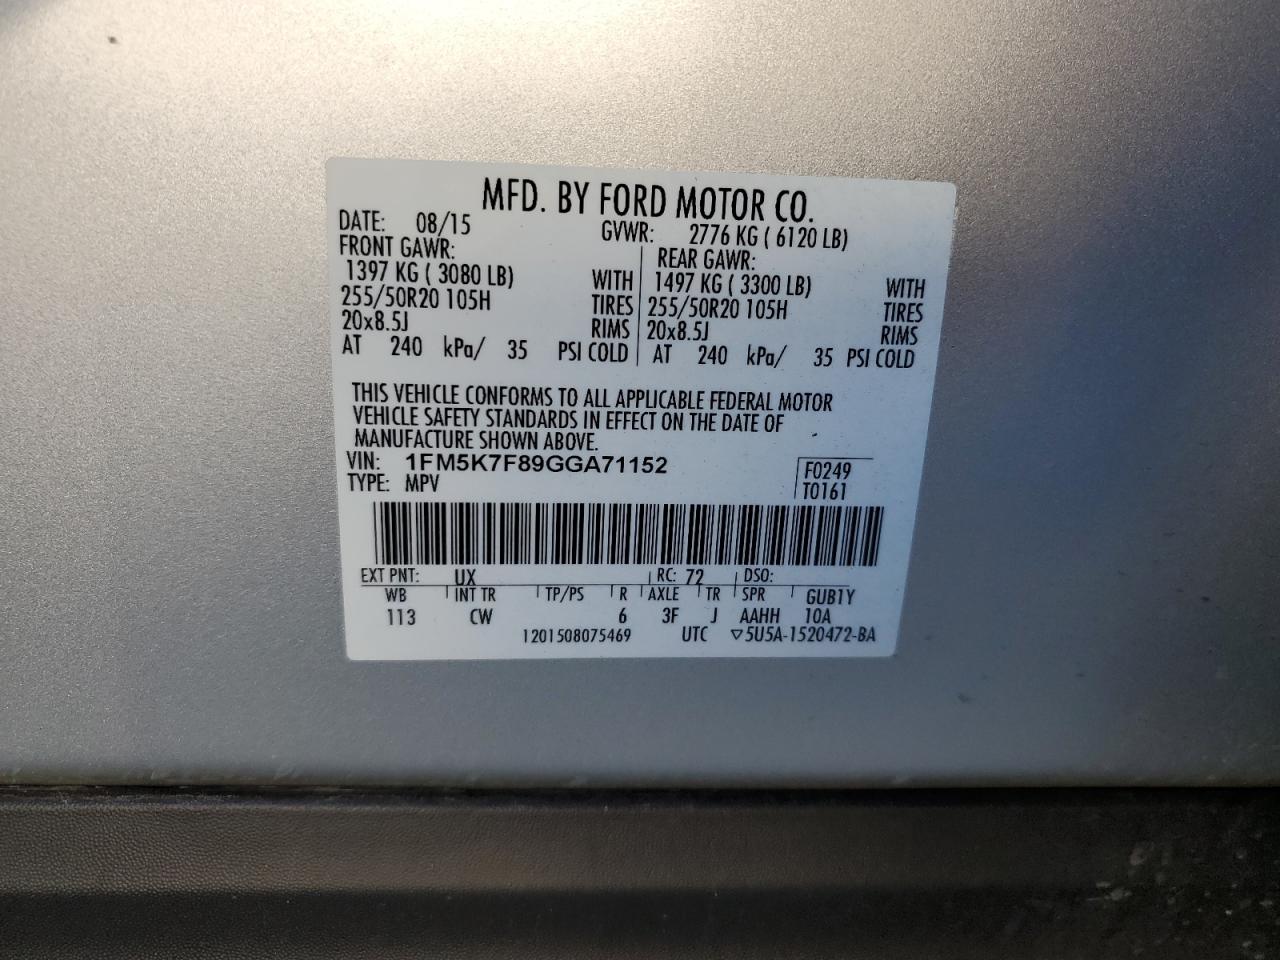 MFD. BY FORD MOTOR CO.
DATE: 08/15 GVWR: 2776 KG ( 6120 LB)
FRONT GAWR: REAR GAWR:
1397 KG ( 3080 LB) WITH 1497 KG ( 3300 LB) WITH
255/50R20 105H TIRES 255/50R20 105H TIRES
20x8.5J RIMS 20x8.5J RIMS
AT 240 kPa/ 35 PSI COLD AT 240 kPa/ 35 PSI COLD
THIS VEHICLE CONFORMS TO ALL APPLICABLE FEDERAL MOTOR
VEHICLE SAFETY STANDARDS IN EFFECT ON THE DATE OF
MANUFACTURE SHOWN ABOVE.
VIN: 1FM5K7F89GGA71152 F0249
TYPE: MPV T0161
EXT PNT: UX RC: 72 DSO:
WB INT TR TP/PS R AXLE TR SPR GUB1Y
113 CW 6 3F J AAHH 10A
1201508075469 UTC ▽5U5A-1520472-BA